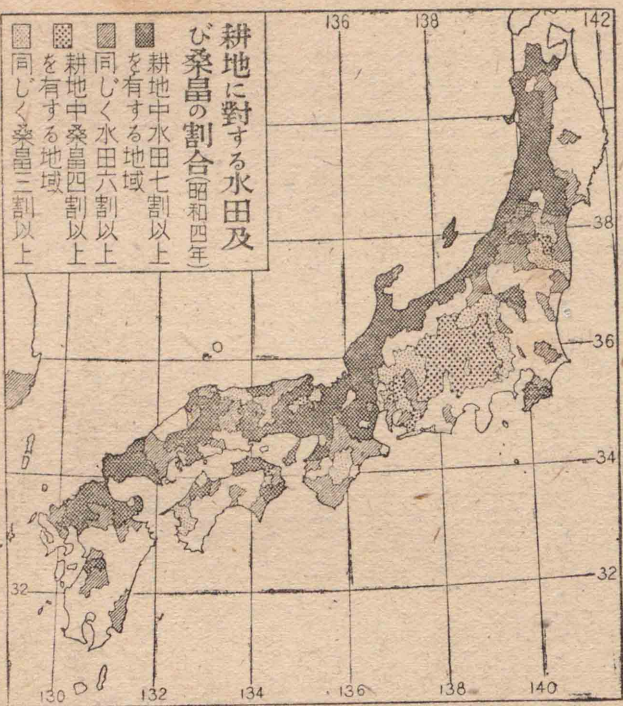 耕地に對する水田及
び桑畠の割合(昭和四年)
耕地中水田七割以上
を有する地域
同じく水田六割以上
耕地中桑畠四割以上
を有する地域
同じく桑畠三割以上
136
138
142
38
36
34
32
32
130
132
134
136
138
140